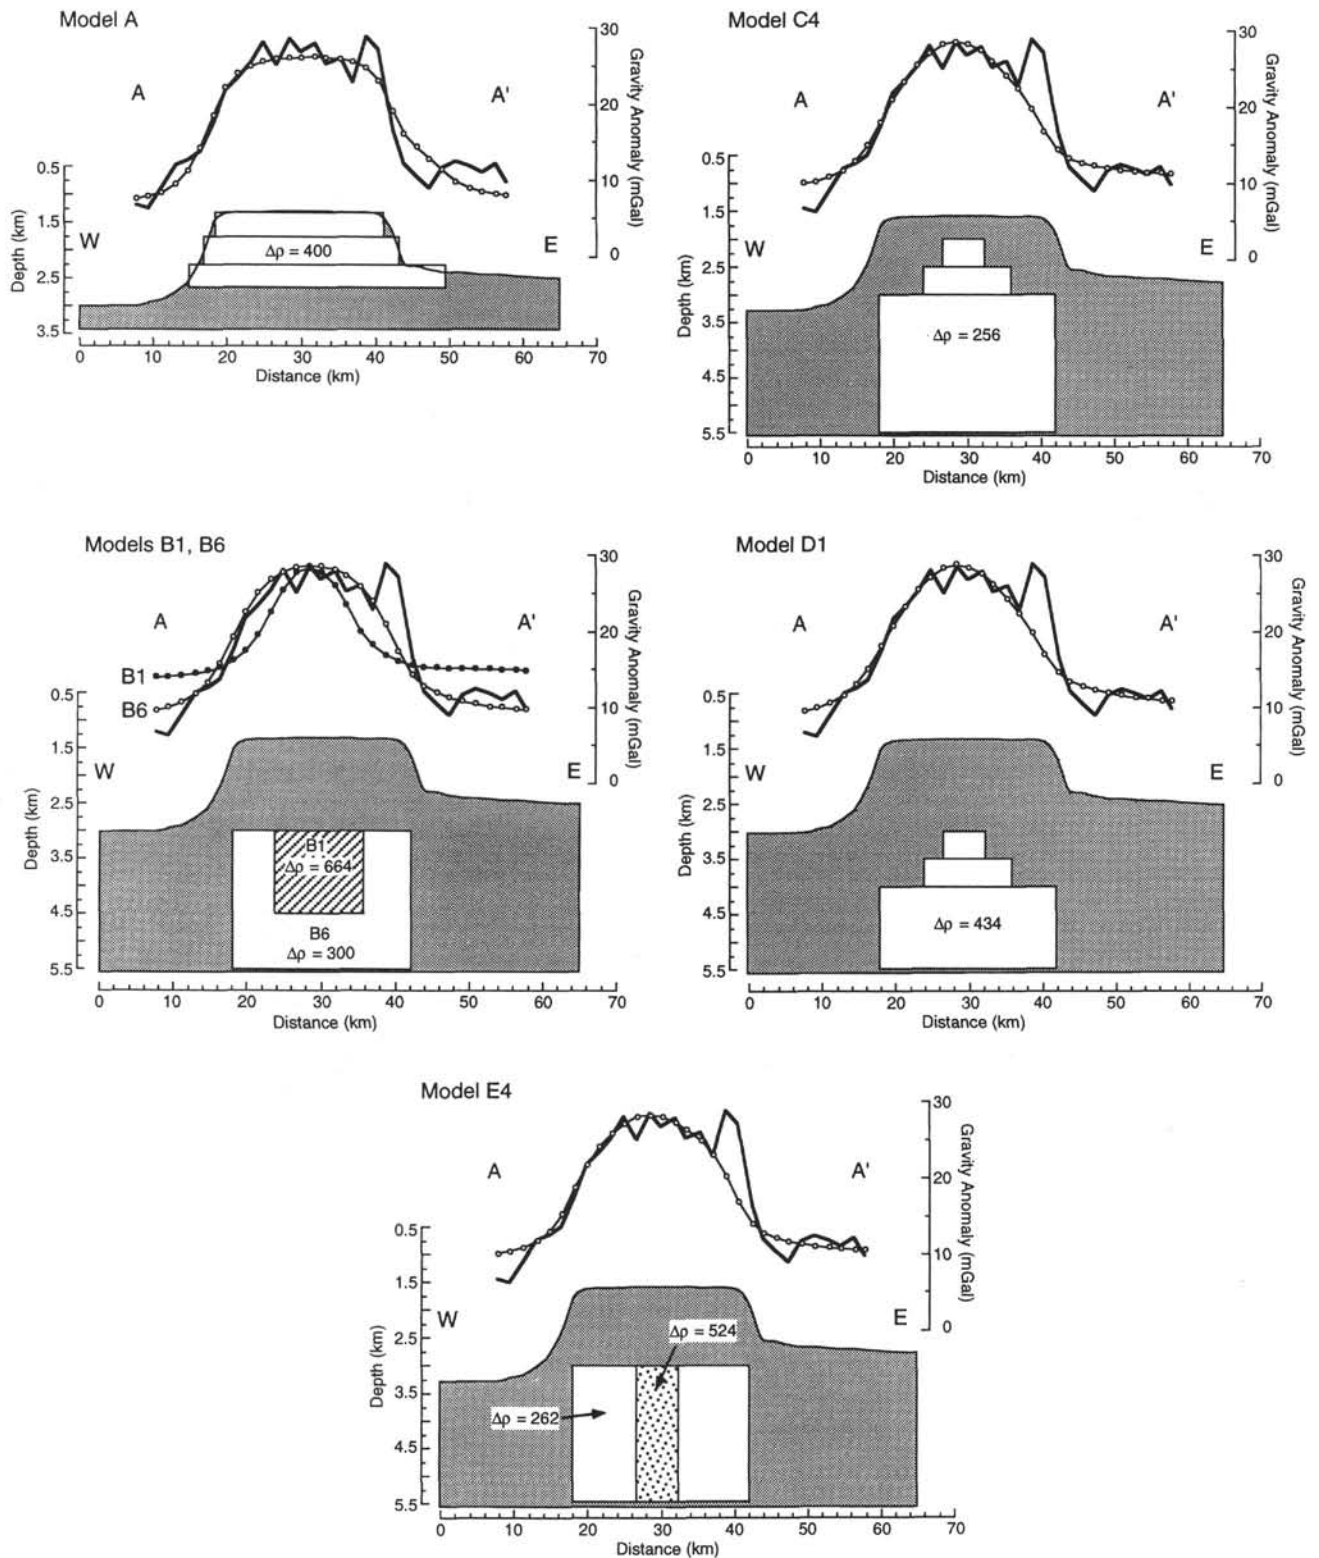 Model A
A
A'
30
20
10
0
Gravity Anomaly (mGal)
0.5
1.5
2.5
3.5
Depth (km)
W
E
Δρ = 400
0 10 20 30 40 50 60 70
Distance (km)
Model C4
A
A'
30
20
10
0
Gravity Anomaly (mGal)
0.5
1.5
2.5
3.5
4.5
5.5
Depth (km)
W
E
Δρ = 256
0 10 20 30 40 50 60 70
Distance (km)
Models B1, B6
A
A'
30
20
10
0
Gravity Anomaly (mGal)
B1
B6
0.5
1.5
2.5
3.5
4.5
5.5
Depth (km)
W
E
B1
Δρ = 664
B6
Δρ = 300
0 10 20 30 40 50 60 70
Distance (km)
Model D1
A
A'
30
20
10
0
Gravity Anomaly (mGal)
0.5
1.5
2.5
3.5
4.5
5.5
Depth (km)
W
E
Δρ = 434
0 10 20 30 40 50 60 70
Distance (km)
Model E4
A
A'
30
20
10
0
Gravity Anomaly (mGal)
0.5
1.5
2.5
3.5
4.5
5.5
Depth (km)
W
E
Δρ = 524
Δρ = 262
0 10 20 30 40 50 60 70
Distance (km)